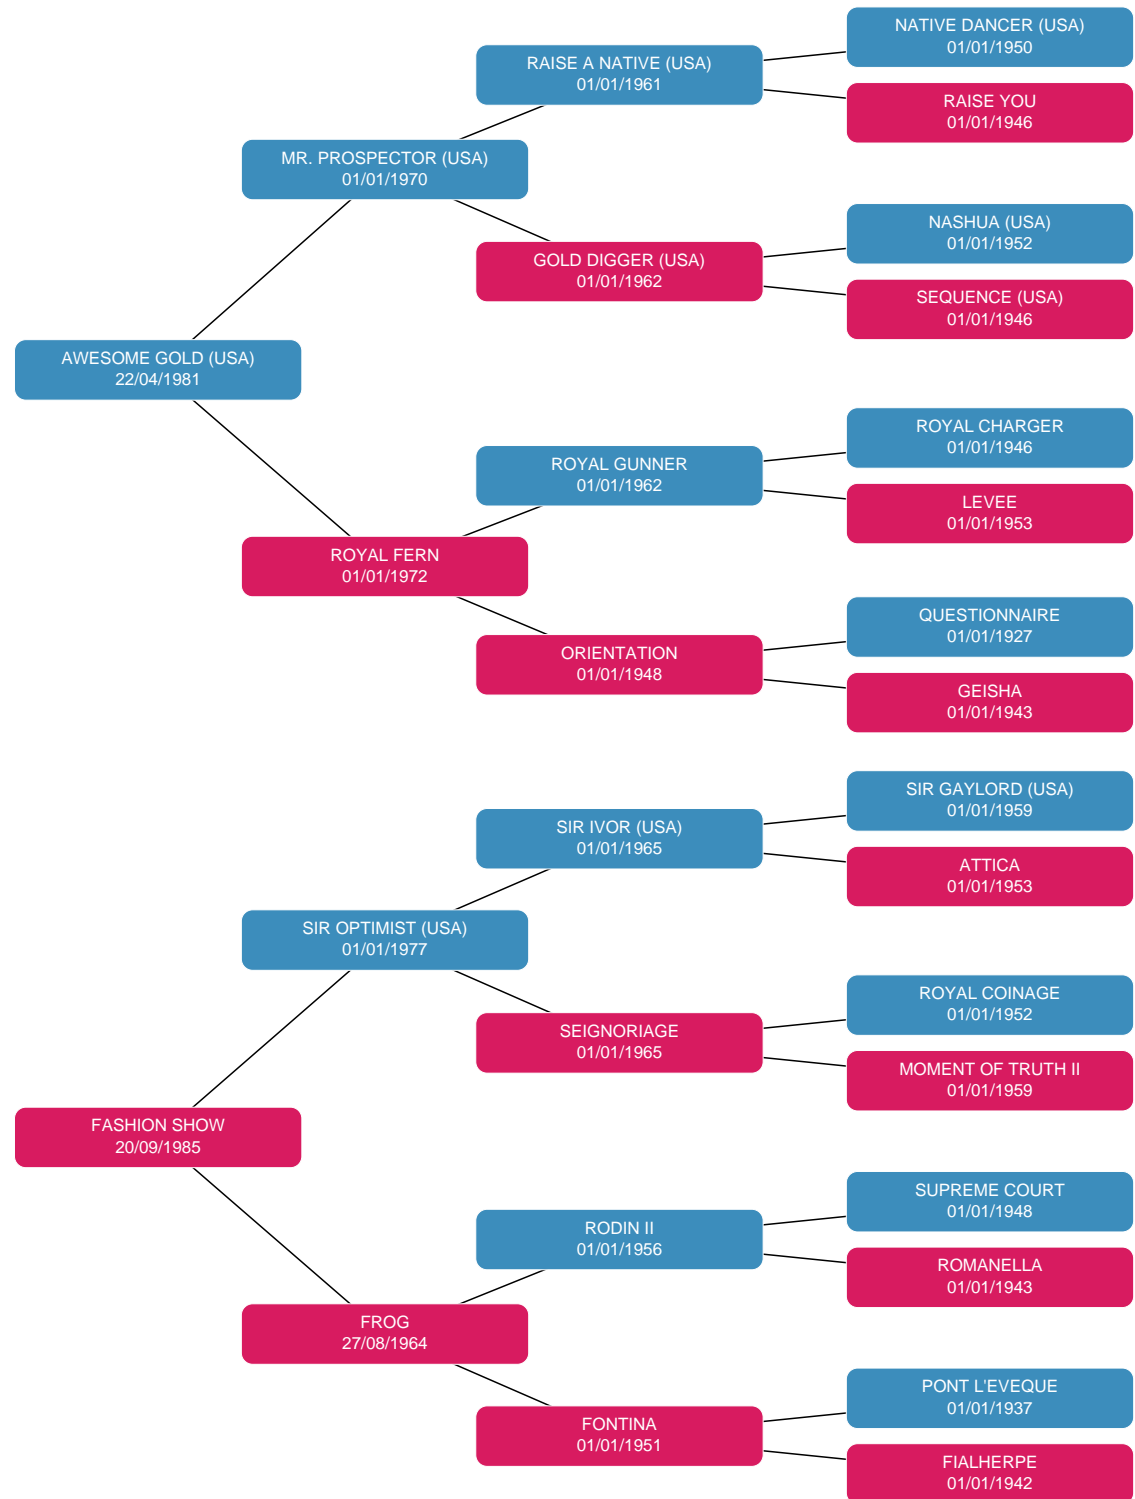 NATIVE DANCER (USA)
01/01/1950
RAISE A NATIVE (USA)
01/01/1961
RAISE YOU
01/01/1946
MR. PROSPECTOR (USA)
01/01/1970
NASHUA (USA)
01/01/1952
GOLD DIGGER (USA)
01/01/1962
SEQUENCE (USA)
01/01/1946
AWESOME GOLD (USA)
22/04/1981
ROYAL CHARGER
01/01/1946
ROYAL GUNNER
01/01/1962
LEVEE
01/01/1953
ROYAL FERN
01/01/1972
QUESTIONNAIRE
01/01/1927
ORIENTATION
01/01/1948
GEISHA
01/01/1943
SIR GAYLORD (USA)
01/01/1959
SIR IVOR (USA)
01/01/1965
ATTICA
01/01/1953
SIR OPTIMIST (USA)
01/01/1977
ROYAL COINAGE
01/01/1952
SEIGNORIAGE
01/01/1965
MOMENT OF TRUTH II
01/01/1959
FASHION SHOW
20/09/1985
SUPREME COURT
01/01/1948
RODIN II
01/01/1956
ROMANELLA
01/01/1943
FROG
27/08/1964
PONT L'EVEQUE
01/01/1937
FONTINA
01/01/1951
FIALHERPE
01/01/1942